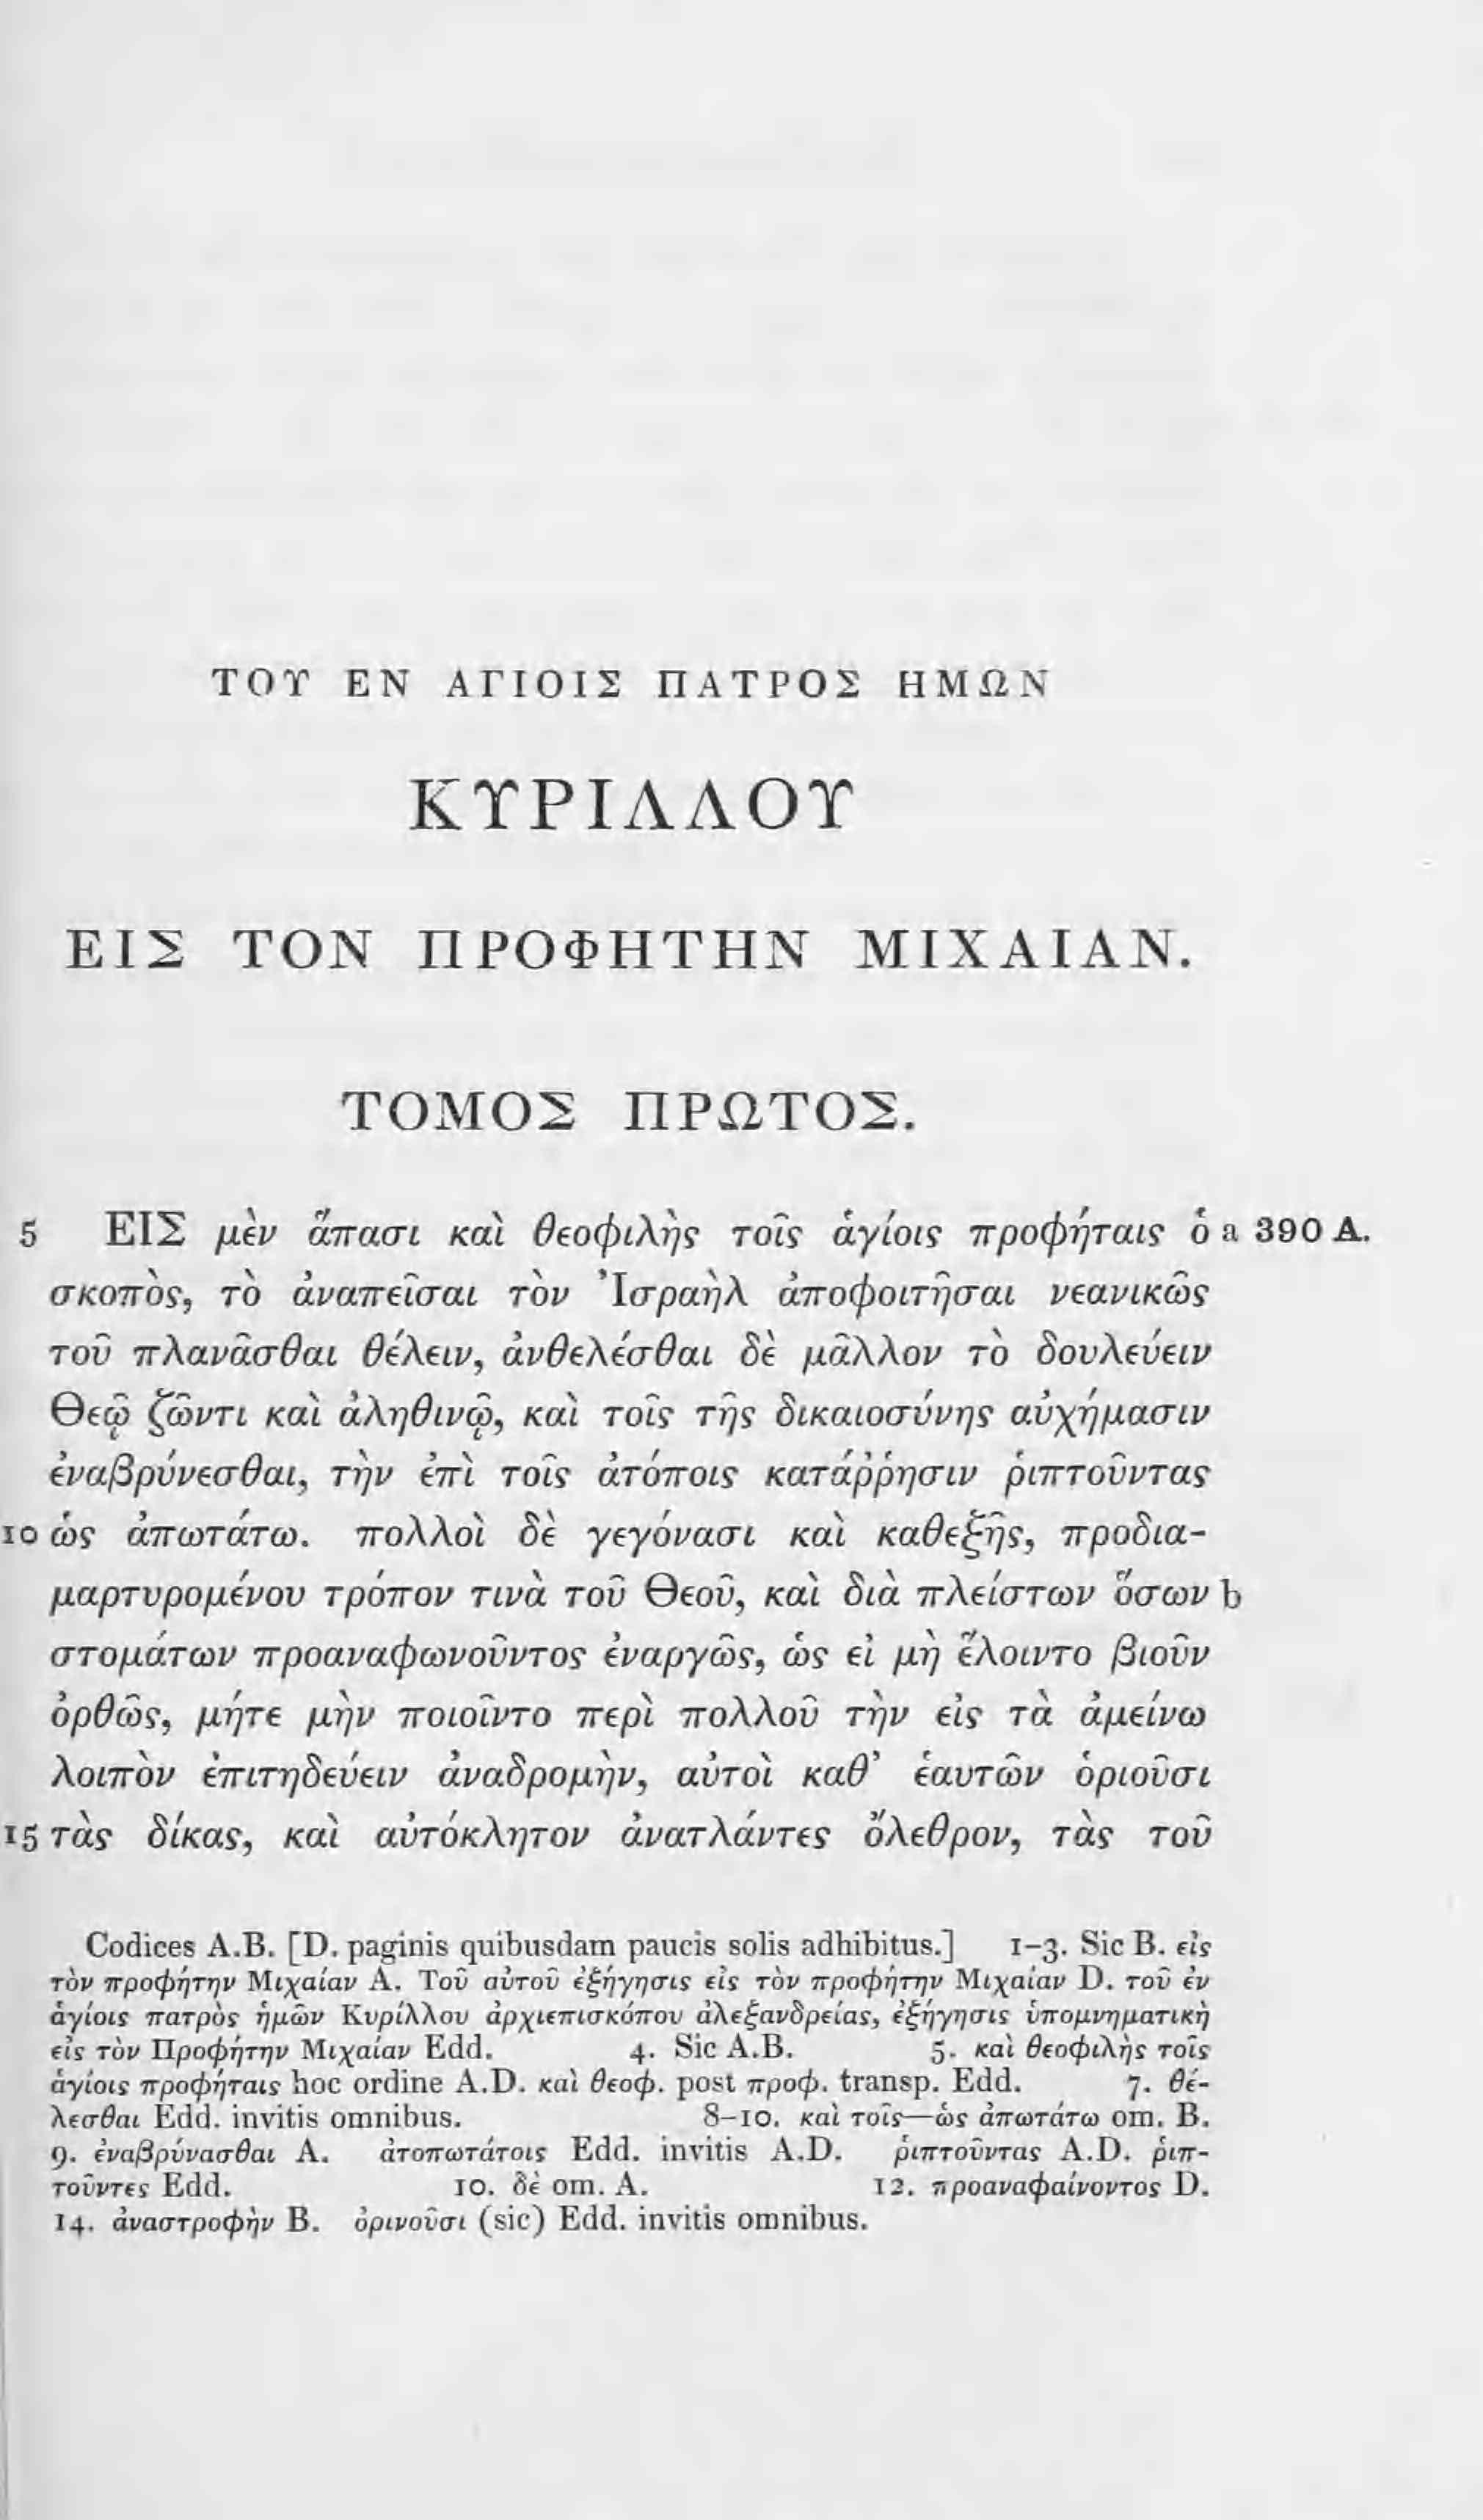 ΤΟΥ ΕΝ ΑΓΙΟΙΣ ΠΑΤΡΟΣ ΗΜΩΝ
ΚΥΡΙΛΛΟΥ
ΕΙΣ ΤΟΝ ΠΡΟΦΗΤΗΝ ΜΙΧΑΙΑΝ.
ΤΟΜΟΣ ΠΡΩΤΟΣ.
5 ΕΙΣ μὲν ἅπασι καὶ θεοφιλὴς τοῖς ἁγίοις προφήταις ὁ a 390 A.
σκοπὸς, τὸ ἀναπεῖσαι τὸν Ἰσραὴλ ἀποφοιτῆσαι νεανικῶς
τοῦ πλανᾶσθαι θέλειν, ἀνθελέσθαι δὲ μᾶλλον τὸ δουλεύειν
Θεῷ ζῶντι καὶ ἀληθινῷ, καὶ τοῖς τῆς δικαιοσύνης αὐχήμασιν
ἐναβρύνεσθαι, τὴν ἐπὶ τοῖς ἀτόποις κατάῤῥησιν ῥιπτοῦντας
10 ὡς ἀπωτάτω. πολλοὶ δὲ γεγόνασι καὶ καθεξῆς, προδια-
μαρτυρομένου τρόπον τινὰ τοῦ Θεοῦ, καὶ διὰ πλείστων ὅσων b
στομάτων προαναφωνοῦντος ἐναργῶς, ὡς εἰ μὴ ἕλοιντο βιοῦν
ὀρθῶς, μήτε μὴν ποιοῖντο περὶ πολλοῦ τὴν εἰς τὰ ἀμείνω
λοιπὸν ἐπιτηδεύειν ἀναδρομὴν, αὐτοὶ καθ’ ἑαυτῶν ὁριοῦσι
15 τὰς δίκας, καὶ αὐτόκλητον ἀνατλάντες ὄλεθρον, τὰς τοῦ
Codices A.B. [D. paginis quibusdam paucis solis adhibitus.] 1-3. Sic B. εἰς
τὸν προφήτην Μιχαίαν A. Τοῦ αὐτοῦ ἐξήγησις εἰς τὸν προφήτην Μιχαίαν D. τοῦ ἐν
ἁγίοις πατρὸς ἡμῶν Κυρίλλου ἀρχιεπισκόπου ἀλεξανδρείας, ἐξήγησις ὑπομνηματικὴ
εἰς τὸν Προφήτην Μιχαίαν Edd. 4. Sic A.B. 5. καὶ θεοφιλὴς τοῖς
ἁγίοις προφήταις hoc ordine A.D. καὶ θεοφ. post προφ. transp. Edd. 7. θέ-
λεσθαι Edd. invitis omnibus. 8-10. καὶ τοῖς—ὡς ἀπωτάτω om. B.
9. ἐναβρύνασθαι A. ἀτοπωτάτοις Edd. invitis A.D. ῥιπτοῦντας A.D. ῥιπ-
τοῦντες Edd. 10. δὲ om. A. 12. προαναφαίνοντος D.
14. ἀναστροφὴν B. ὁρινοῦσι (sic) Edd. invitis omnibus.